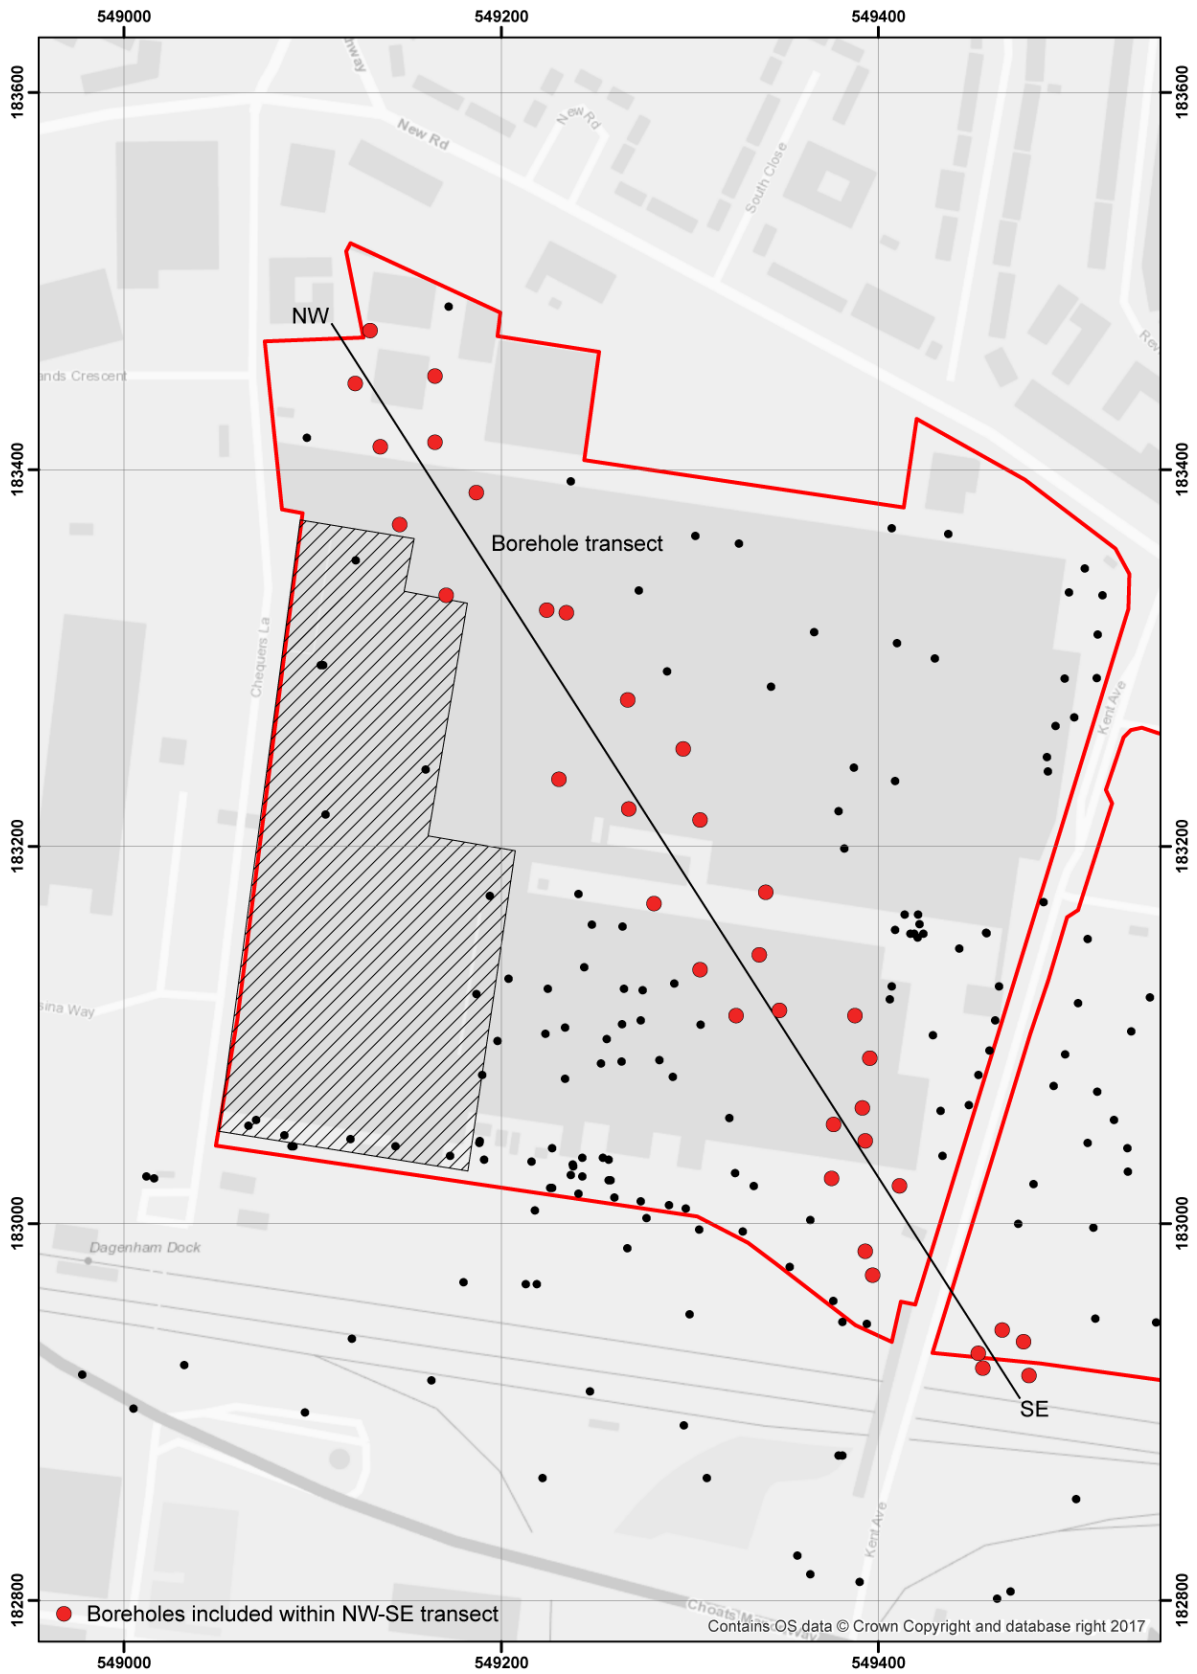 549000
549200
549400
183600
183600
New Rd
New Rd
South Close
NW
183400
183400
Borehole transect
Chequers La
Kent Ave
183200
183200
183000
183000
Dagenham Dock
SE
Kent Ave
182800
182800
Boreholes included within NW-SE transect
Contains OS data © Crown Copyright and database right 2017
549000
549200
549400